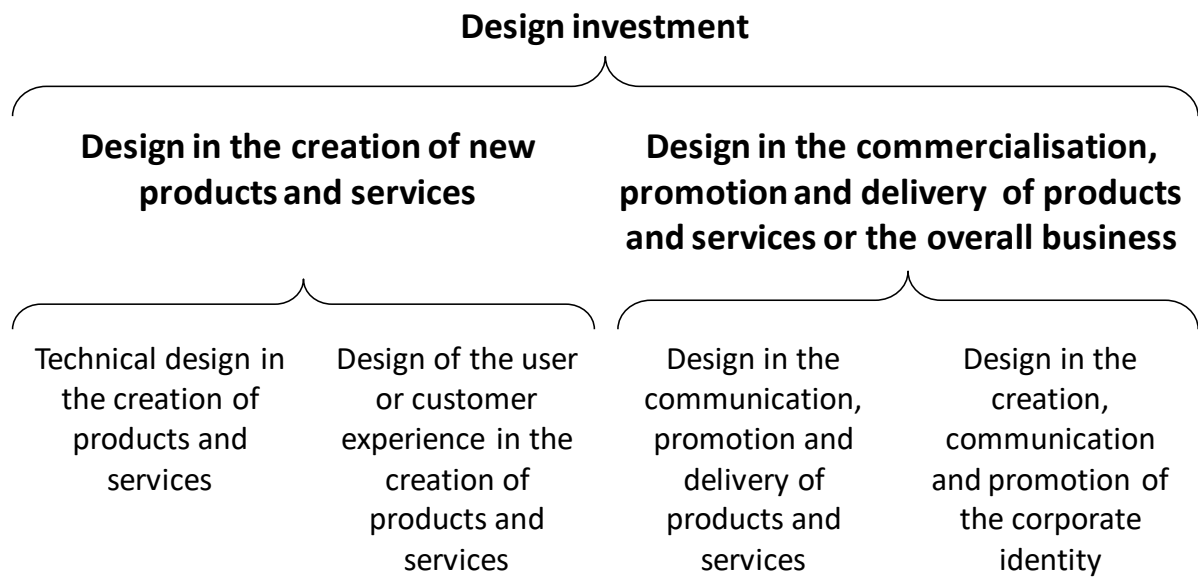 Design investment
Design in the creation of new
products and services
Design in the commercialisation,
promotion and delivery of products
and services or the overall business
Technical design in
the creation of
products and
services
Design of the user
or customer
experience in the
creation of
products and
services
Design in the
communication,
promotion and
delivery of
products and
services
Design in the
creation,
communication
and promotion of
the corporate
identity